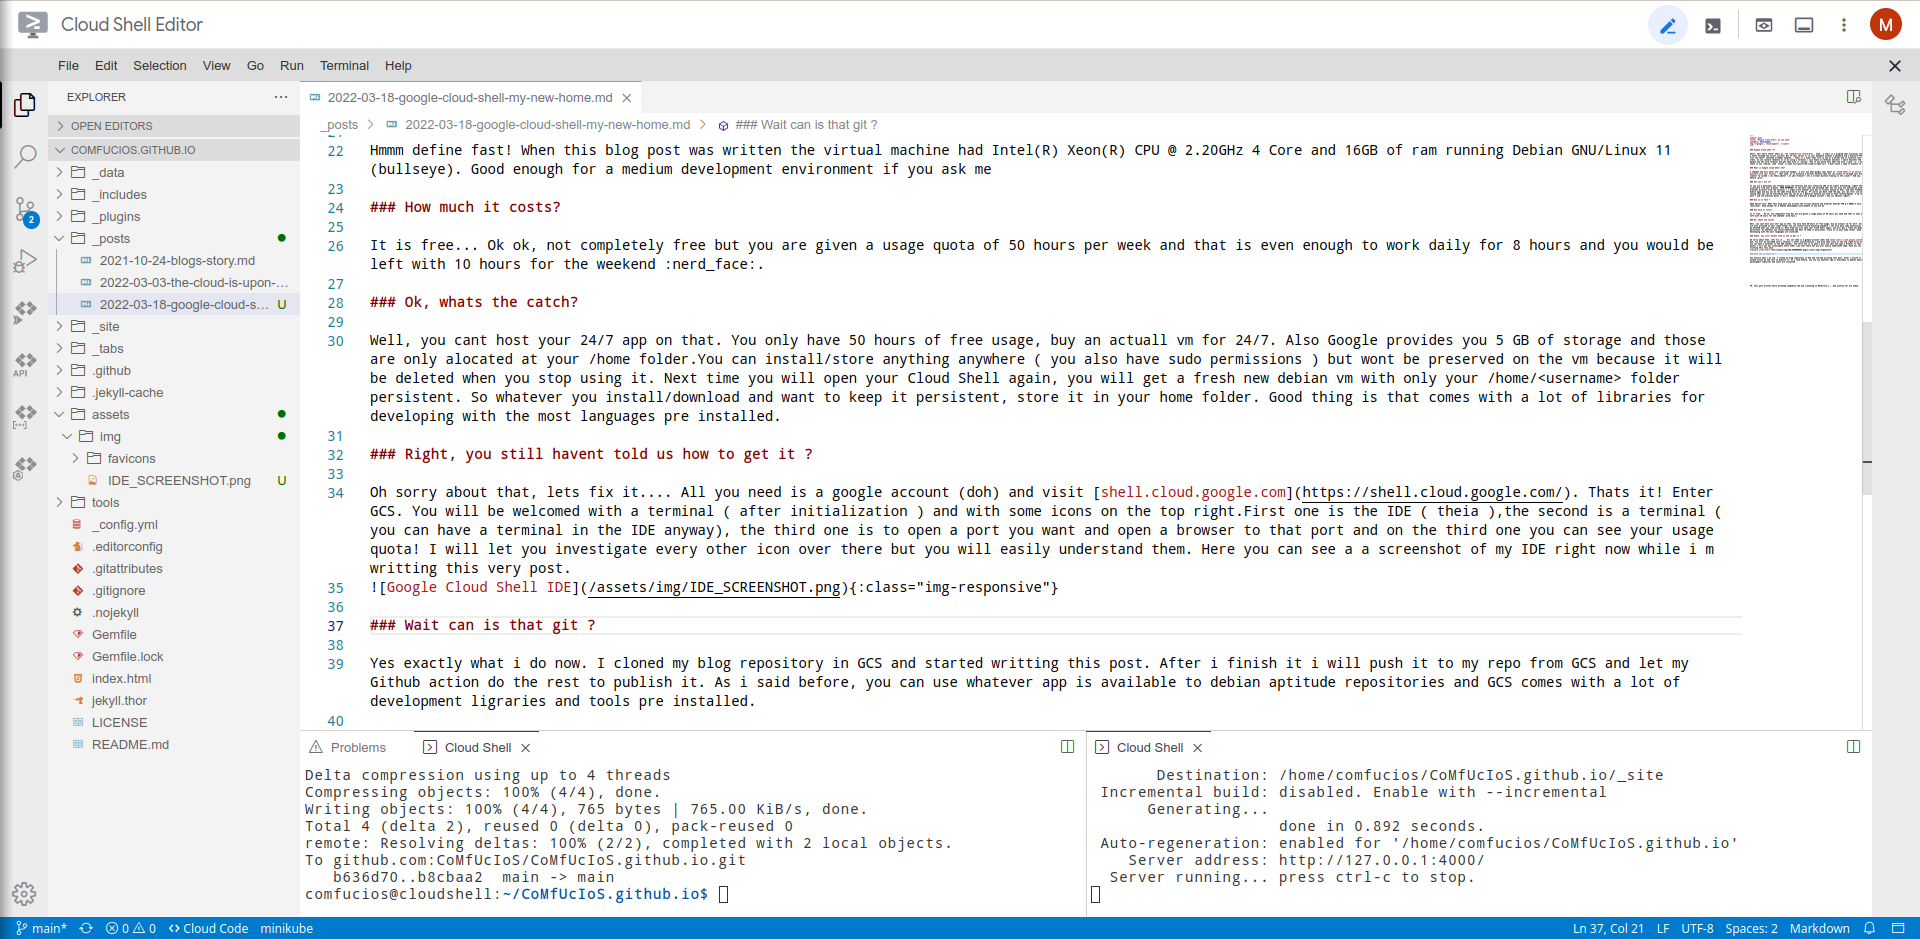 Cloud Shell Editor
M
File Edit Selection View Go Run Terminal Help
EXPLORER
OPEN EDITORS
COMFUCIOS.GITHUB.IO
_data
_includes
_plugins
_posts
2021-10-24-blogs-story.md
2022-03-03-the-cloud-is-upon-...
2022-03-18-google-cloud-s... U
_site
_tabs
.github
.jekyll-cache
assets
img
favicons
IDE_SCREENSHOT.png U
tools
_config.yml
.editorconfig
.gitattributes
.gitignore
.nojekyll
Gemfile
Gemfile.lock
index.html
jekyll.thor
LICENSE
README.md
2
API
2022-03-18-google-cloud-shell-my-new-home.md
_posts > 2022-03-18-google-cloud-shell-my-new-home.md > ### Wait can is that git ?
22 Hmmm define fast! When this blog post was written the virtual machine had Intel(R) Xeon(R) CPU @ 2.20GHz 4 Core and 16GB of ram running Debian GNU/Linux 11
(bullseye). Good enough for a medium development environment if you ask me
23
24 ### How much it costs?
25
26 It is free... Ok ok, not completely free but you are given a usage quota of 50 hours per week and that is even enough to work daily for 8 hours and you would be
left with 10 hours for the weekend :nerd_face:.
27
28 ### Ok, whats the catch?
29
30 Well, you cant host your 24/7 app on that. You only have 50 hours of free usage, buy an actuall vm for 24/7. Also Google provides you 5 GB of storage and those
are only alocated at your /home folder.You can install/store anything anywhere ( you also have sudo permissions ) but wont be preserved on the vm because it will
be deleted when you stop using it. Next time you will open your Cloud Shell again, you will get a fresh new debian vm with only your /home/<username> folder
persistent. So whatever you install/download and want to keep it persistent, store it in your home folder. Good thing is that comes with a lot of libraries for
developing with the most languages pre installed.
31
32 ### Right, you still havent told us how to get it ?
33
34 Oh sorry about that, lets fix it.... All you need is a google account (doh) and visit [shell.cloud.google.com](https://shell.cloud.google.com/). Thats it! Enter
GCS. You will be welcomed with a terminal ( after initialization ) and with some icons on the top right.First one is the IDE ( theia ),the second is a terminal (
you can have a terminal in the IDE anyway), the third one is to open a port you want and open a browser to that port and on the third one you can see your usage
quota! I will let you investigate every other icon over there but you will easily understand them. Here you can see a a screenshot of my IDE right now while i m
writting this very post.
35 ![Google Cloud Shell IDE](/assets/img/IDE_SCREENSHOT.png){:class="img-responsive"}
36
37 ### Wait can is that git ?
38
39 Yes exactly what i do now. I cloned my blog repository in GCS and started writting this post. After i finish it i will push it to my repo from GCS and let my
Github action do the rest to publish it. As i said before, you can use whatever app is available to debian aptitude repositories and GCS comes with a lot of
development ligraries and tools pre installed.
40
Problems Cloud Shell
Delta compression using up to 4 threads
Compressing objects: 100% (4/4), done.
Writing objects: 100% (4/4), 765 bytes | 765.00 KiB/s, done.
Total 4 (delta 2), reused 0 (delta 0), pack-reused 0
remote: Resolving deltas: 100% (2/2), completed with 2 local objects.
To github.com:CoMfUcIoS/CoMfUcIoS.github.io.git
b636d70..b8cbaa2 main -> main
comfucios@cloudshell:~/CoMfUcIoS.github.io$
Cloud Shell
Destination: /home/comfucios/CoMfUcIoS.github.io/_site
Incremental build: disabled. Enable with --incremental
Generating...
done in 0.892 seconds.
Auto-regeneration: enabled for '/home/comfucios/CoMfUcIoS.github.io'
Server address: http://127.0.0.1:4000/
Server running... press ctrl-c to stop.
main* 0 0 Cloud Code minikube
Ln 37, Col 21 LF UTF-8 Spaces: 2 Markdown